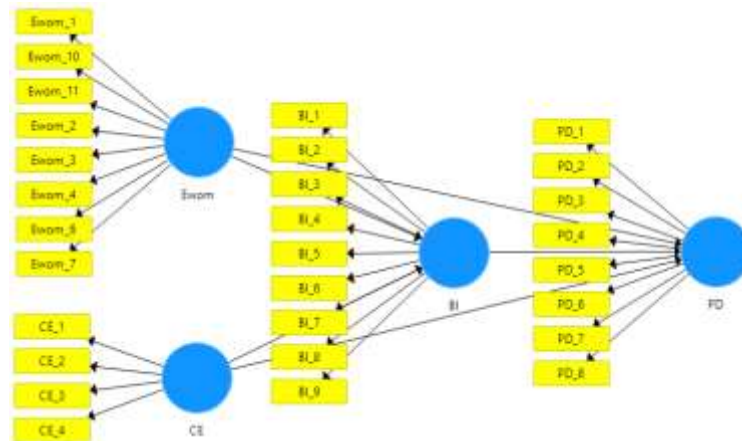 Ewom_1
Ewom_10
Ewom_11
Ewom_2
Ewom_3
Ewom_4
Ewom_6
Ewom_7
Ewom
CE_1
CE_2
CE_3
CE_4
CE
BI_1
BI_2
BI_3
BI_4
BI_5
BI_6
BI_7
BI_8
BI_9
BI
PD_1
PD_2
PD_3
PD_4
PD_5
PD_6
PD_7
PD_8
PD